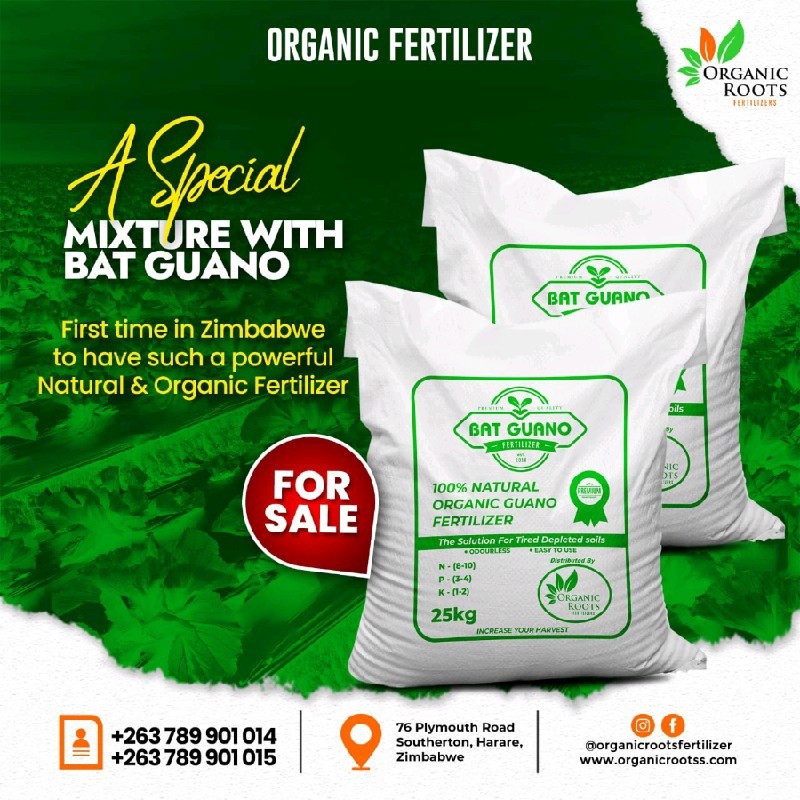 ORGANIC FERTILIZER
ORGANIC
ROOTS
FERTILIZERS
A Special
MIXTURE WITH
BAT GUANO
First time in Zimbabwe
to have such a powerful
Natural & Organic Fertilizer
FOR
SALE
PREMIUM QUALITY
BAT GUANO
oils
PREMIUM QUALITY
BAT GUANO
FERTILIZER
100% NATURAL
ORGANIC GUANO
FERTILIZER
PREMIUM
The Solution For Tired Depleted soils
• ODOURLESS • EASY TO USE
N - (8-10)
P - (3-4)
K - (1-2)
25kg
Distributed By
ORGANIC
ROOTS
INCREASE YOUR HARVEST
+263 789 901 014
+263 789 901 015
76 Plymouth Road
Southerton, Harare,
Zimbabwe
@organicrootsfertilizer
www.organicrootss.com